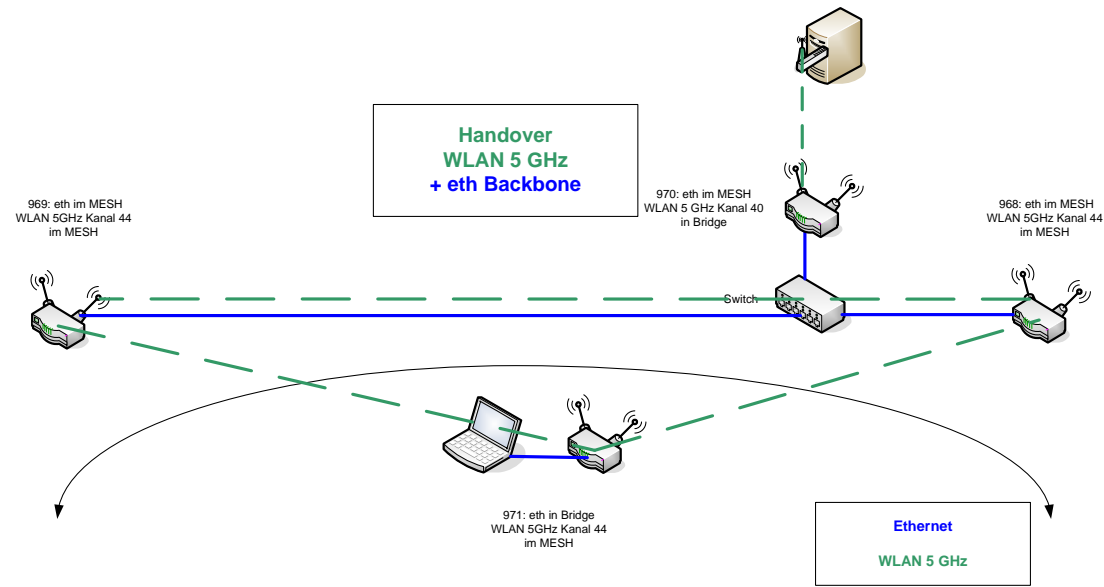 Handover
WLAN 5 GHz
+ eth Backbone
969: eth im MESH
WLAN 5GHz Kanal 44
im MESH
970: eth im MESH
WLAN 5 GHz Kanal 40
in Bridge
968: eth im MESH
WLAN 5GHz Kanal 44
im MESH
Switch
971: eth in Bridge
WLAN 5GHz Kanal 44
im MESH
Ethernet
WLAN 5 GHz